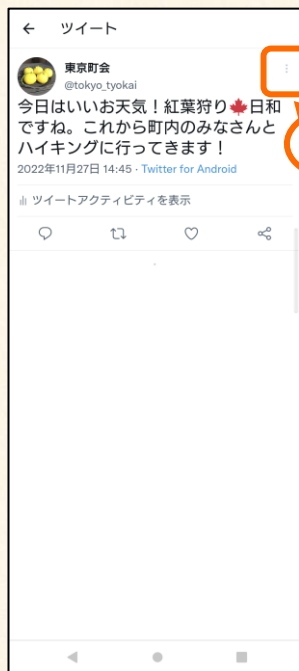 ツイート
東京町会
@tokyo_tyokai
今日はいいお天気！紅葉狩り🍁日和
ですね。これから町内のみなさんと
ハイキングに行ってきます！
2022年11月27日 14:45 · Twitter for Android
ツイートアクティビティを表示